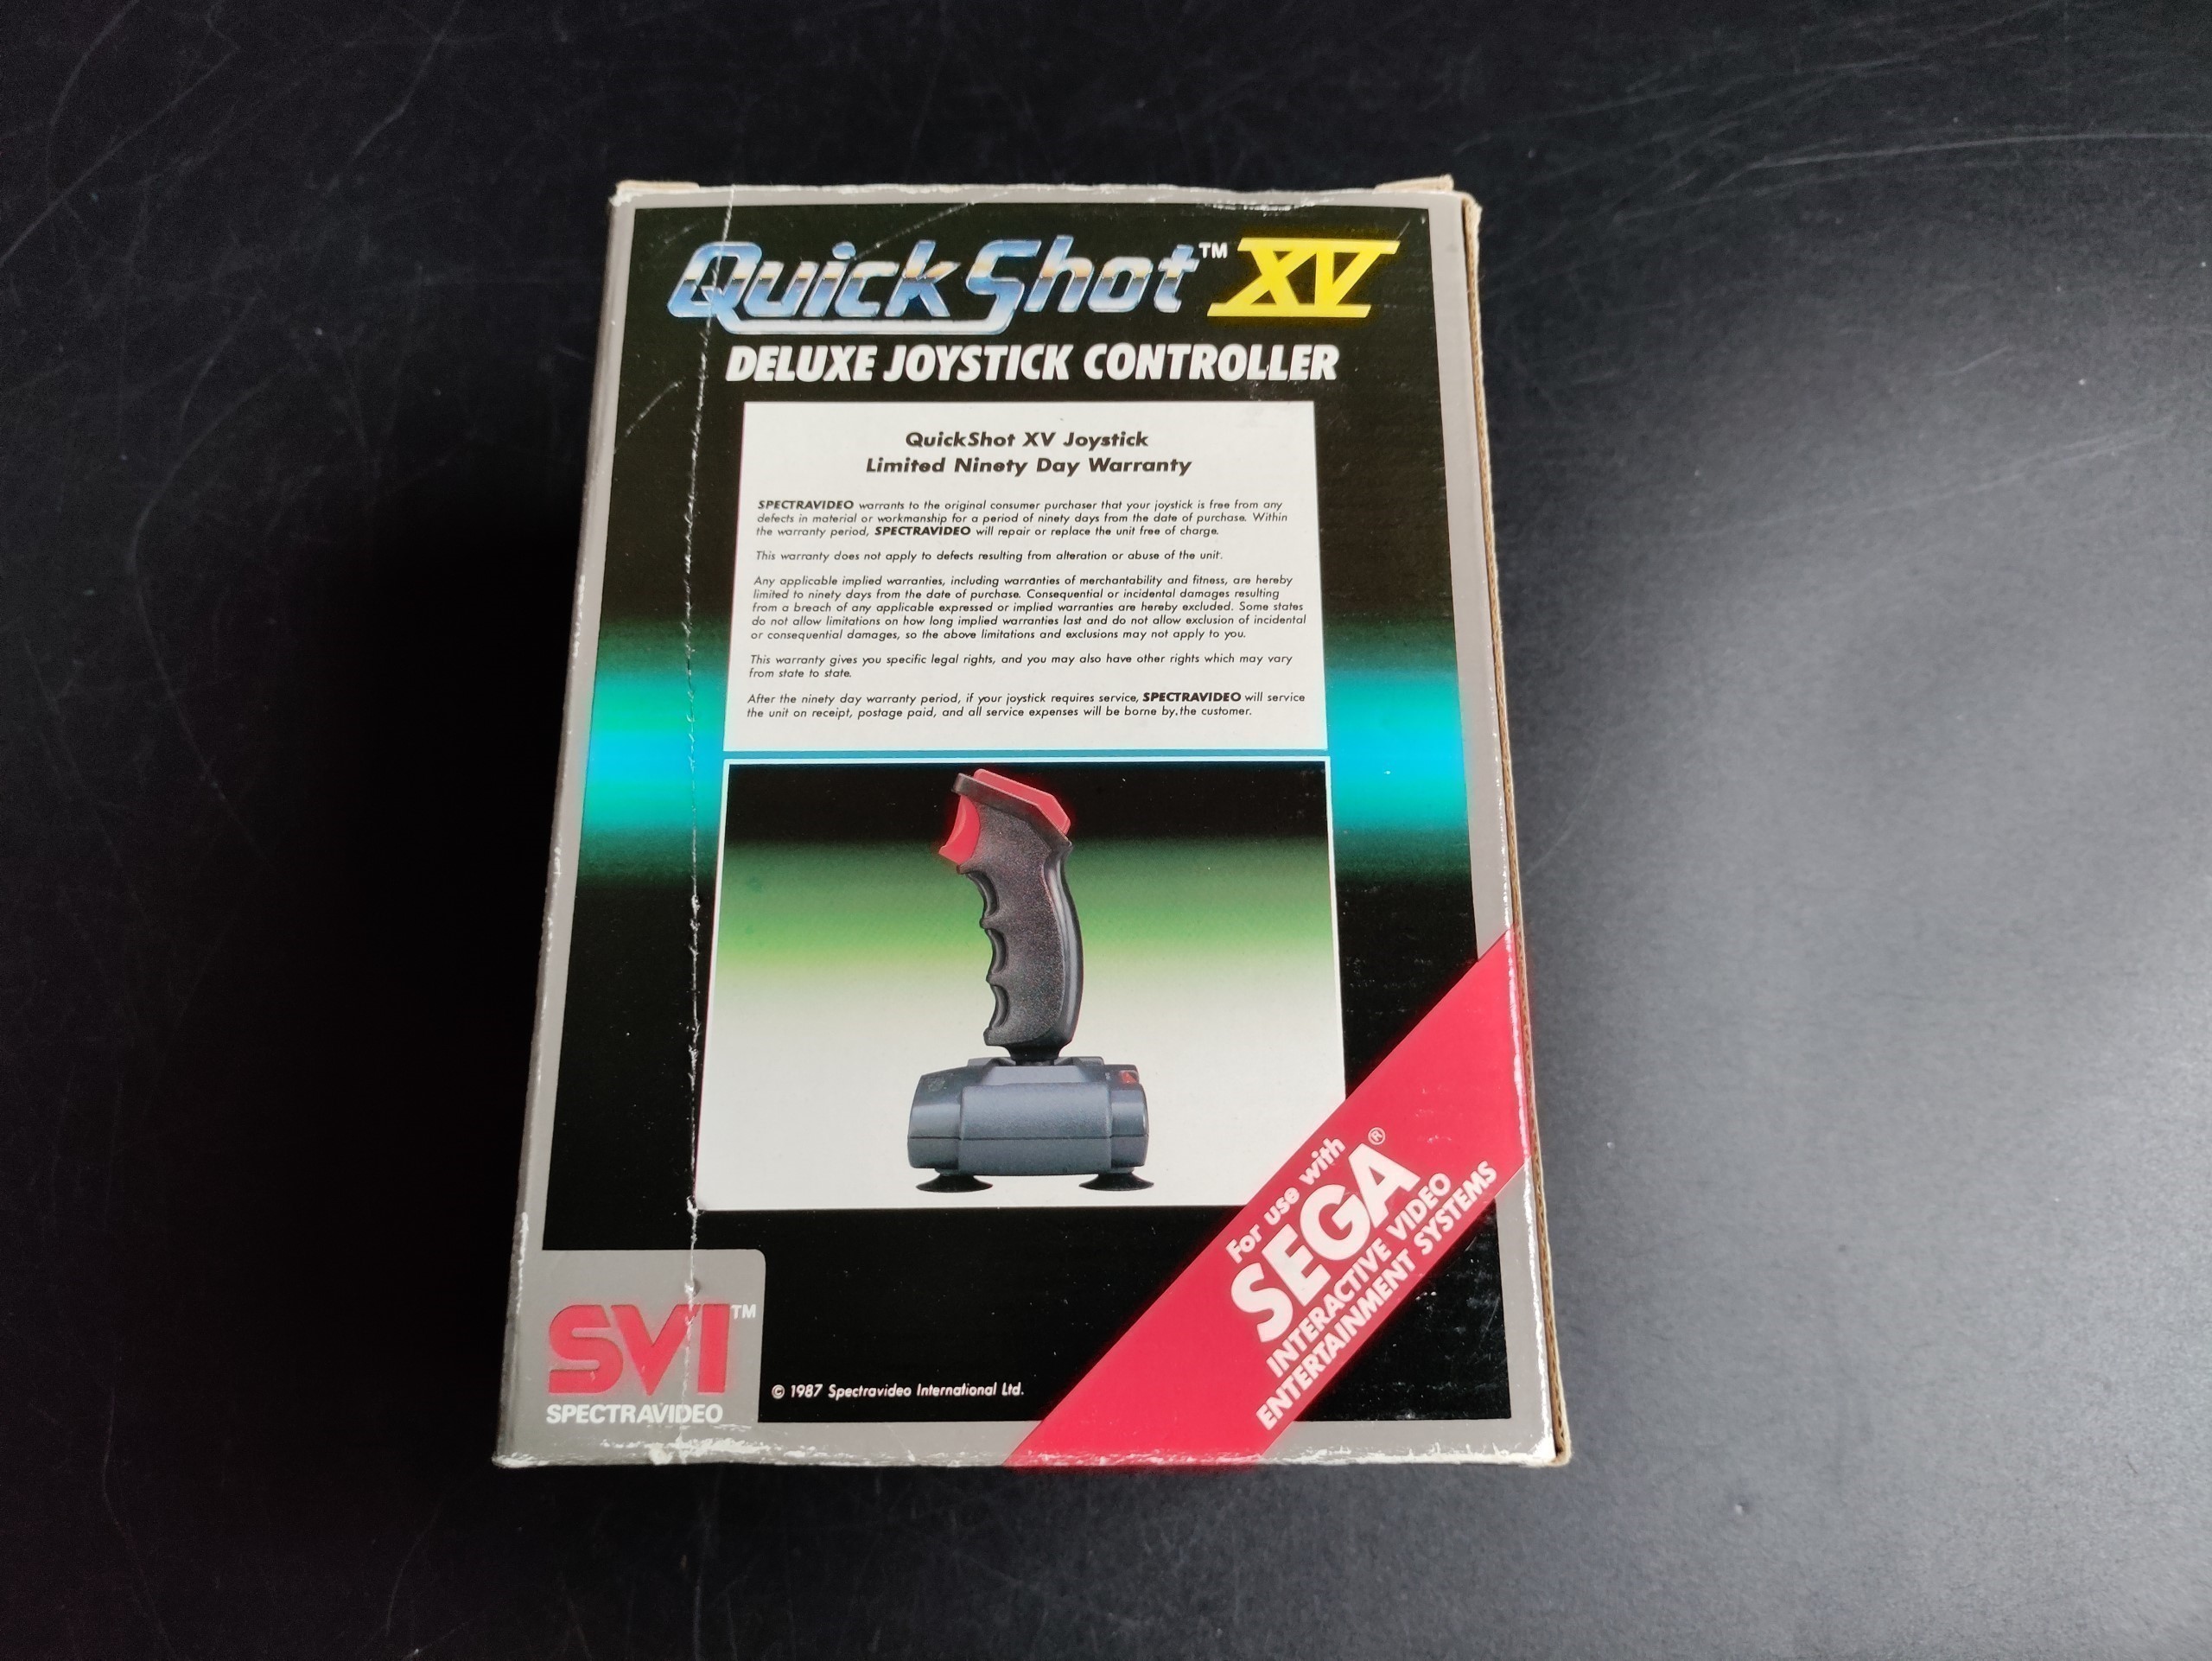 QuickShot™ XV
DELUXE JOYSTICK CONTROLLER
QuickShot XV Joystick
Limited Ninety Day Warranty
SPECTRAVIDEO warrants to the original consumer purchaser that your joystick is free from any
defects in material or workmanship for a period of ninety days from the date of purchase. Within
the warranty period, SPECTRAVIDEO will repair or replace the unit free of charge.
This warranty does not apply to defects resulting from alteration or abuse of the unit.
Any applicable implied warranties, including warranties of merchantability and fitness, are hereby
limited to ninety days from the date of purchase. Consequential or incidental damages resulting
from a breach of any applicable expressed or implied warranties are hereby excluded. Some states
do not allow limitations on how long implied warranties last and do not allow exclusion of incidental
or consequential damages, so the above limitations and exclusions may not apply to you.
This warranty gives you specific legal rights, and you may also have other rights which may vary
from state to state.
After the ninety day warranty period, if your joystick requires service, SPECTRAVIDEO will service
the unit on receipt, postage paid, and all service expenses will be borne by the customer.
For use with
SEGA®
INTERACTIVE VIDEO
ENTERTAINMENT SYSTEMS
SVI™
SPECTRAVIDEO
© 1987 Spectravideo International Ltd.